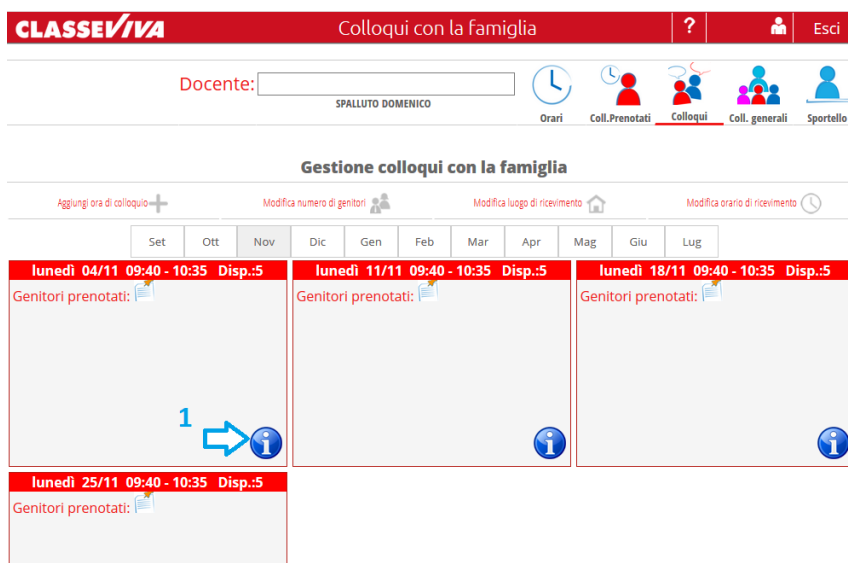 CLASSEVIVA Colloqui con la famiglia ? Esci
Docente:
SPALLUTO DOMENICO
Orari Coll.Prenotati Colloqui Coll. generali Sportello
Gestione colloqui con la famiglia
Aggiungi ora di colloquio Modifica numero di genitori Modifica luogo di ricevimento Modifica orario di ricevimento
Set Ott Nov Dic Gen Feb Mar Apr Mag Giu Lug
lunedì 04/11 09:40 - 10:35 Disp.:5 lunedì 11/11 09:40 - 10:35 Disp.:5 lunedì 18/11 09:40 - 10:35 Disp.:5
Genitori prenotati: Genitori prenotati: Genitori prenotati:
1
i i i
lunedì 25/11 09:40 - 10:35 Disp.:5
Genitori prenotati: